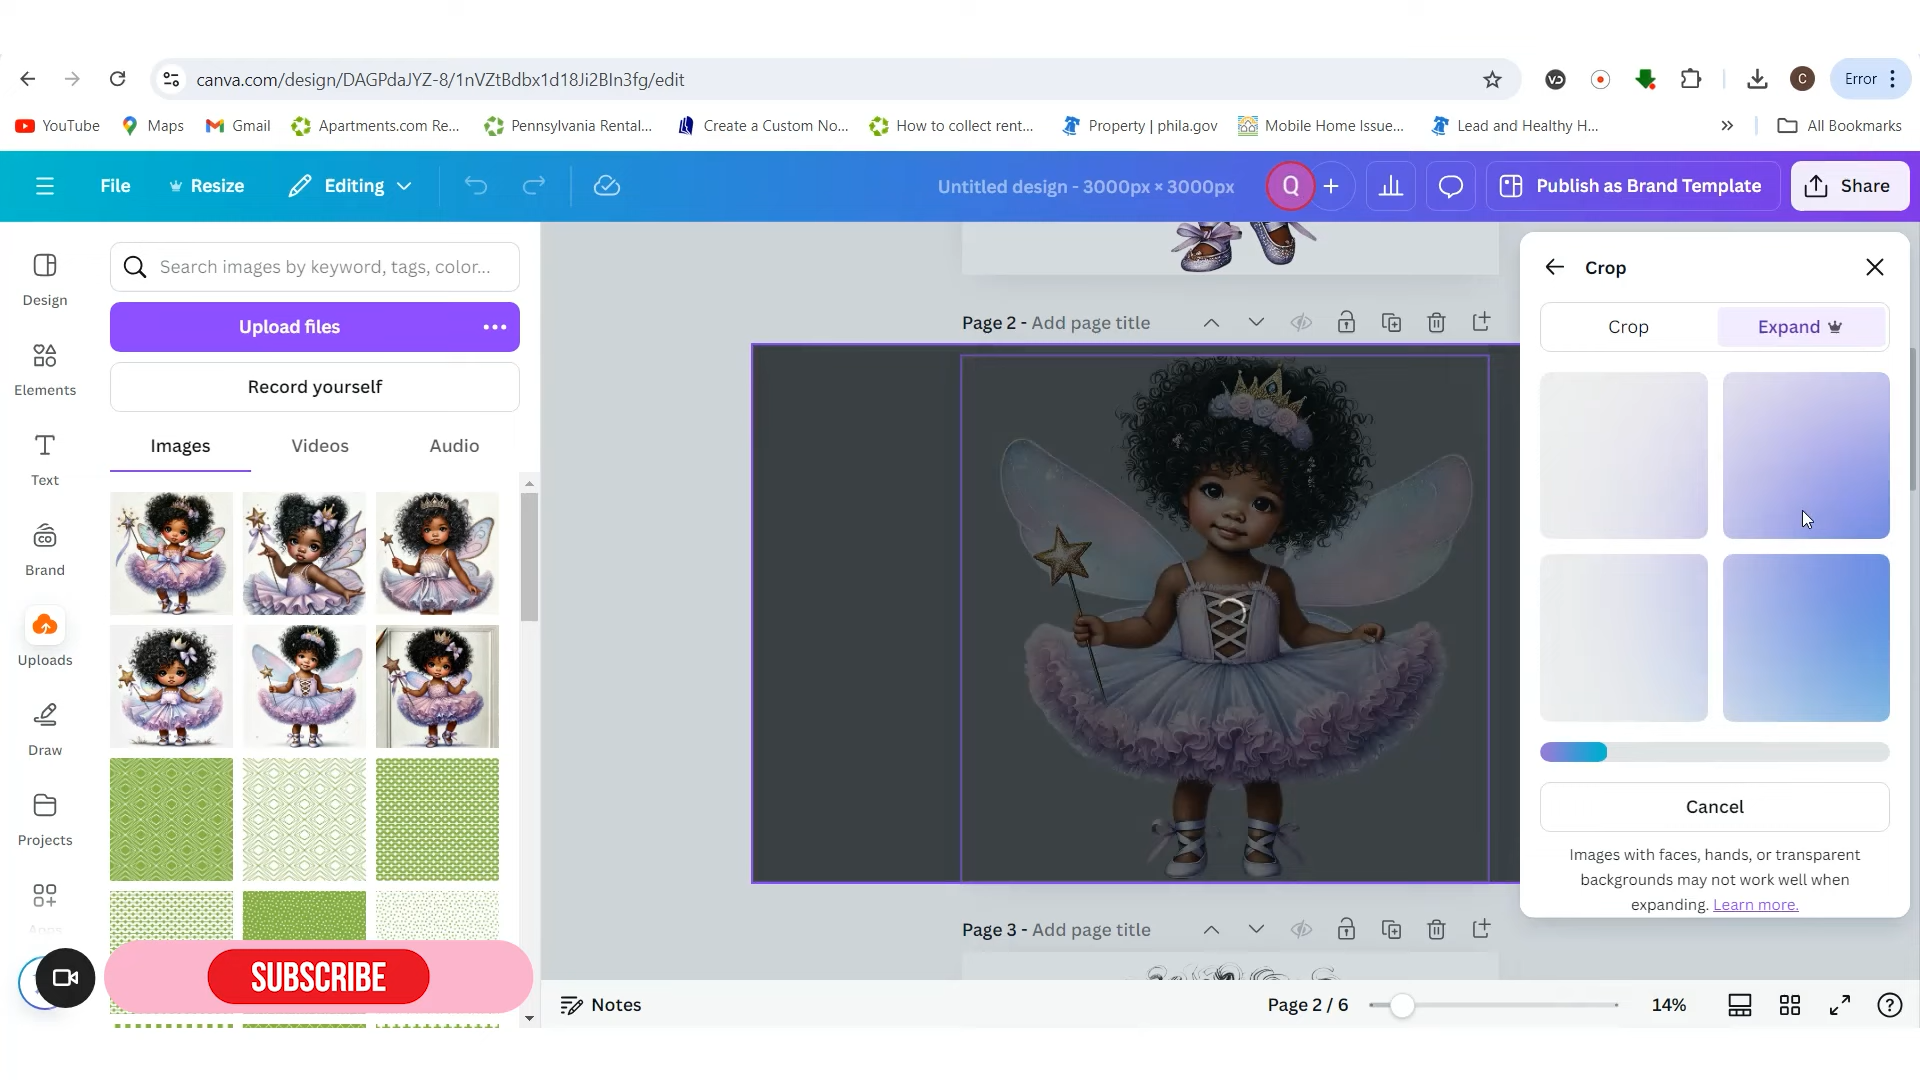 canva.com/design/DAGPdaJYZ-8/1nVZtBdbx1d18Ji2BIn3fg/edit
C
Error
YouTube
Maps
Gmail
Apartments.com Re...
Pennsylvania Rental...
Create a Custom No...
How to collect rent...
Property | phila.gov
Mobile Home Issue...
Lead and Healthy H...
All Bookmarks
File
Resize
Editing
Untitled design - 3000px × 3000px
Q
Publish as Brand Template
Share
Design
Elements
Text
Brand
Uploads
Draw
Projects
Apps
Search images by keyword, tags, color...
Upload files
Record yourself
Images
Videos
Audio
SUBSCRIBE
Page 2 - Add page title
Page 3 - Add page title
Crop
Crop
Expand
Cancel
Images with faces, hands, or transparent
backgrounds may not work well when
expanding. Learn more.
Notes
Page 2 / 6
14%